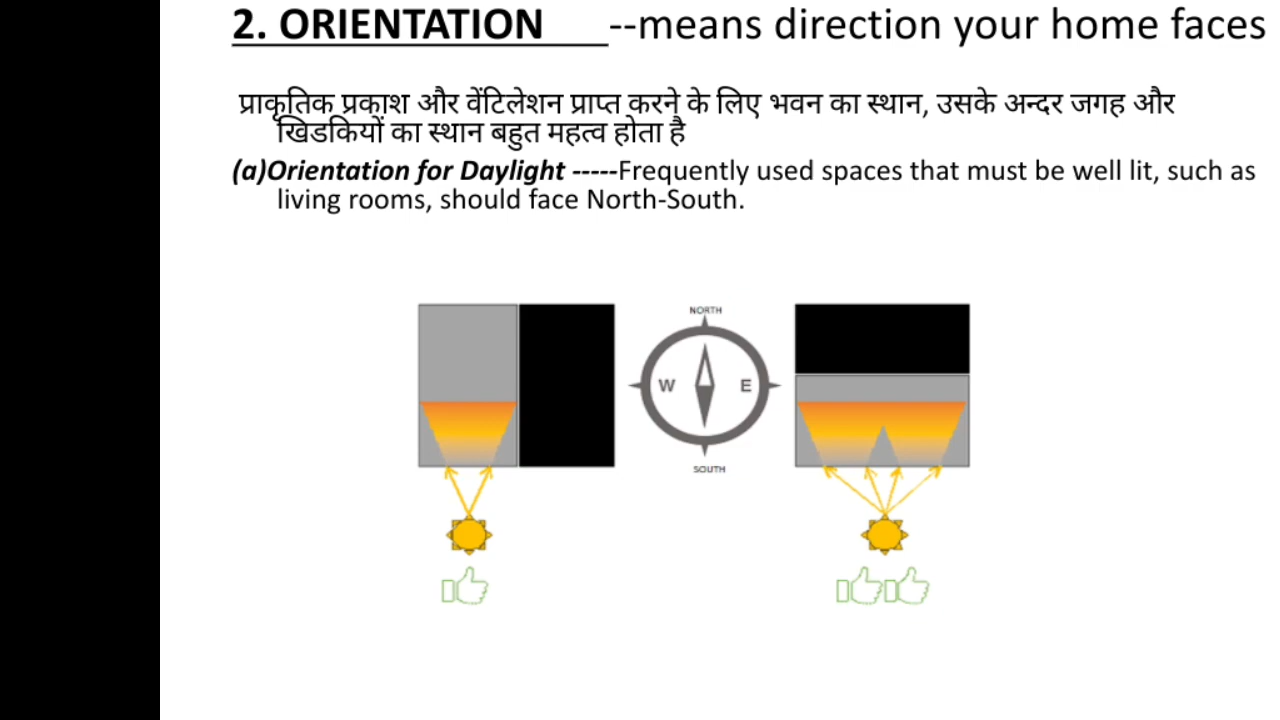 2. ORIENTATION --means direction your home faces
प्राकृतिक प्रकाश और वेंटिलेशन प्राप्त करने के लिए भवन का स्थान, उसके अन्दर जगह और
खिडकियों का स्थान बहुत महत्व होता है
(a)Orientation for Daylight -----Frequently used spaces that must be well lit, such as
living rooms, should face North-South.
NORTH
W E
SOUTH